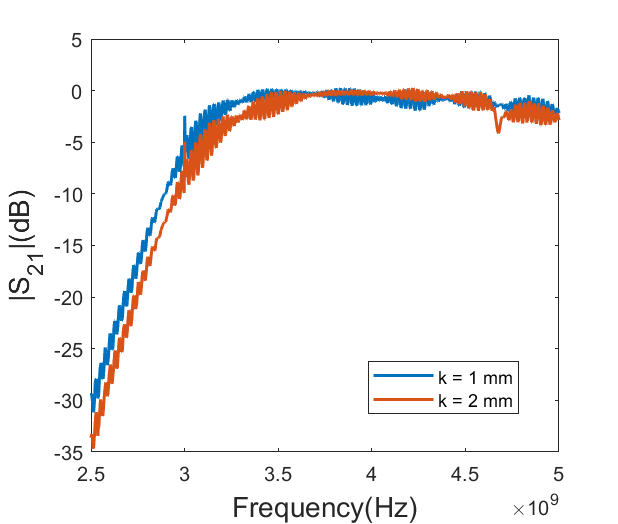 5
0
-5
-10
-15
-20
-25
-30
-35
|S21|(dB)
k = 1 mm
k = 2 mm
2.5 3 3.5 4 4.5 5
Frequency(Hz) ×10^9